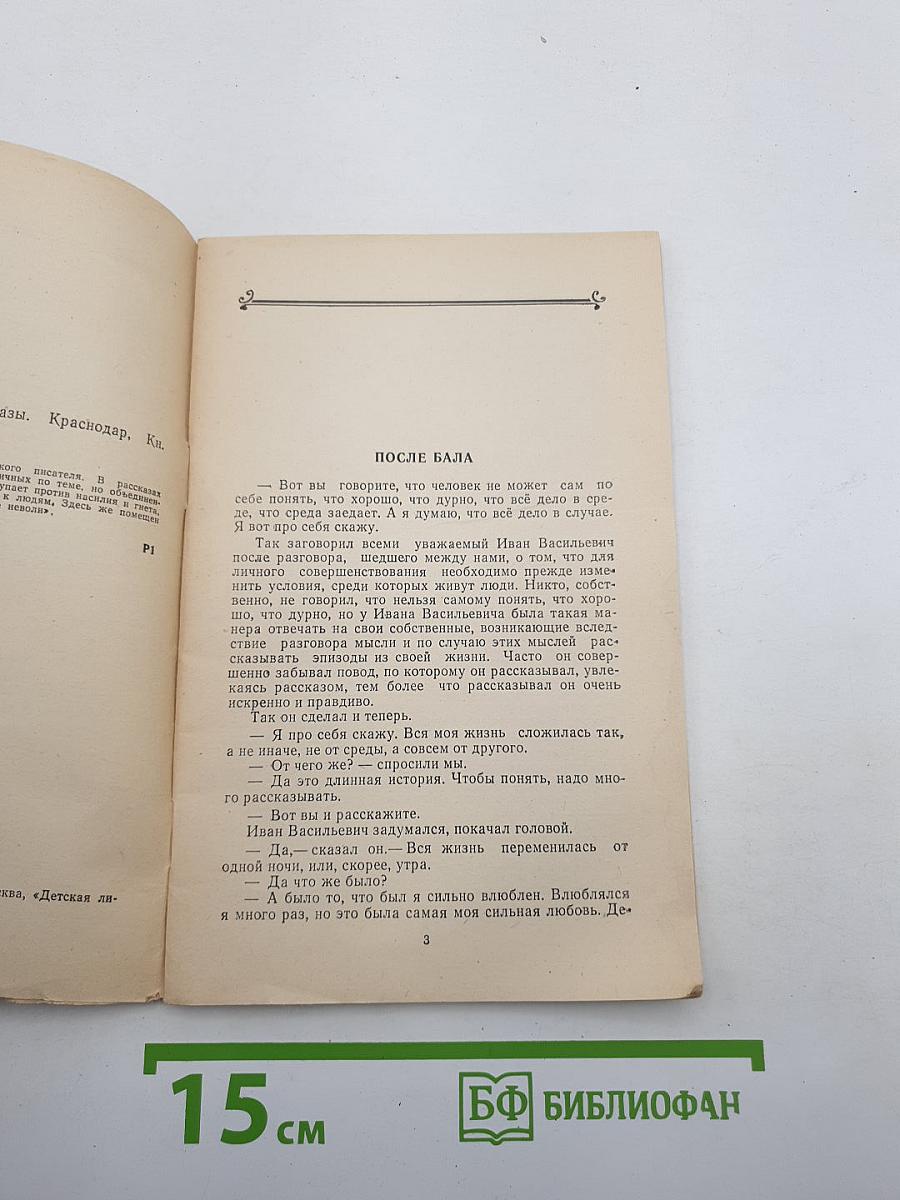 азы. Краснодар, Кн.
кого писателя. В рассказах
ичных по теме, но объединен-
упает против насилия и гнета,
к людям. Здесь же помещен
е неволи».
Р1
сква, «Детская ли-
ПОСЛЕ БАЛА
— Вот вы говорите, что человек не может сам по
себе понять, что хорошо, что дурно, что всё дело в сре-
де, что среда заедает. А я думаю, что всё дело в случае.
Я вот про себя скажу.
Так заговорил всеми уважаемый Иван Васильевич
после разговора, шедшего между нами, о том, что для
личного совершенствования необходимо прежде изме-
нить условия, среди которых живут люди. Никто, собст-
венно, не говорил, что нельзя самому понять, что хоро-
шо, что дурно, но у Ивана Васильевича была такая ма-
нера отвечать на свои собственные, возникающие вслед-
ствие разговора мысли и по случаю этих мыслей рас-
сказывать эпизоды из своей жизни. Часто он совер-
шенно забывал повод, по которому он рассказывал, увле-
каясь рассказом, тем более что рассказывал он очень
искренно и правдиво.
Так он сделал и теперь.
— Я про себя скажу. Вся моя жизнь сложилась так,
а не иначе, не от среды, а совсем от другого.
— От чего же? — спросили мы.
— Да это длинная история. Чтобы понять, надо мно-
го рассказывать.
— Вот вы и расскажите.
Иван Васильевич задумался, покачал головой.
— Да,— сказал он.— Вся жизнь переменилась от
одной ночи, или, скорее, утра.
— Да что же было?
— А было то, что был я сильно влюблен. Влюблялся
я много раз, но это была самая моя сильная любовь. Де-
3
15 см
БФ БИБЛИОФАН